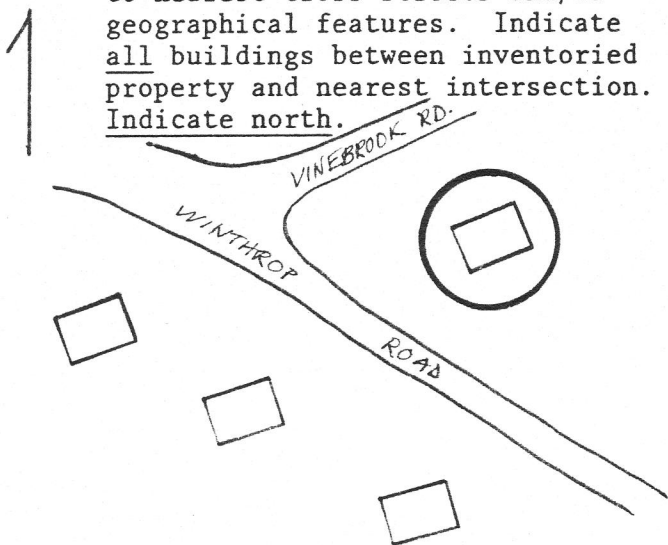 geographical features. Indicate
all buildings between inventoried
property and nearest intersection.
Indicate north.
VINEBROOK RD.
WINTHROP
ROAD